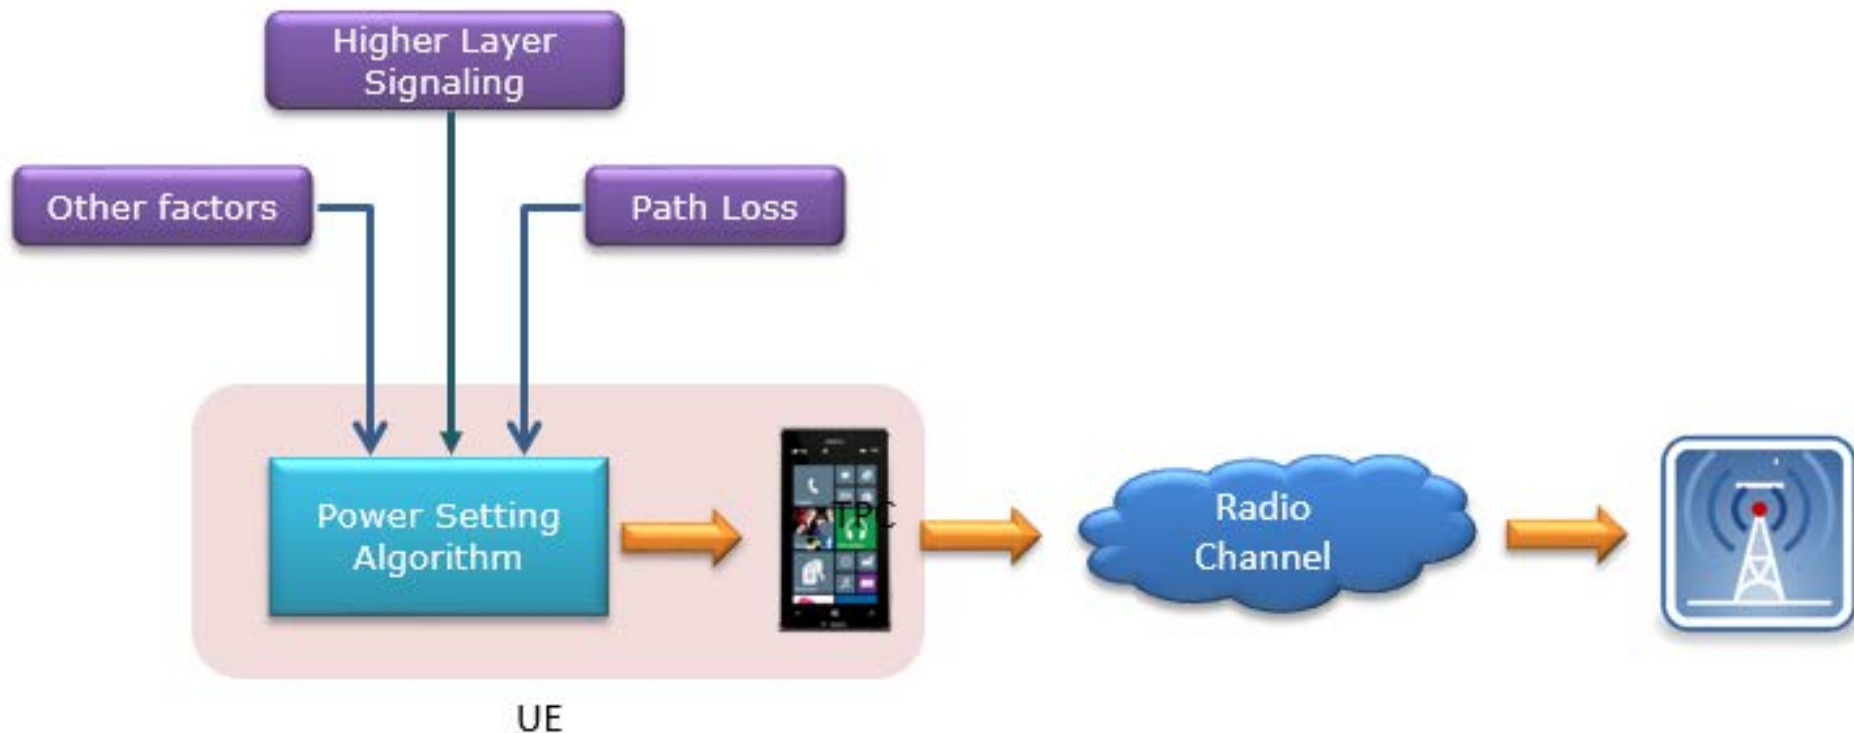 Higher Layer
Signaling
Other factors
Path Loss
Power Setting
Algorithm
TPC
Radio
Channel
UE